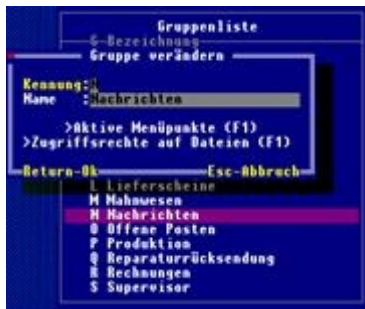 Gruppenliste
G Bezeichnung
Gruppe verändern
Kennung:
Name :Nachrichten
>Aktive Menüpunkte (F1)
>Zugriffsrechte auf Dateien (F1)
Return-Ok Esc-Abbruch
L Lieferscheine
M Mahnwesen
N Nachrichten
O Offene Posten
P Produktion
Q Reparaturrücksendung
R Rechnungen
S Supervisor